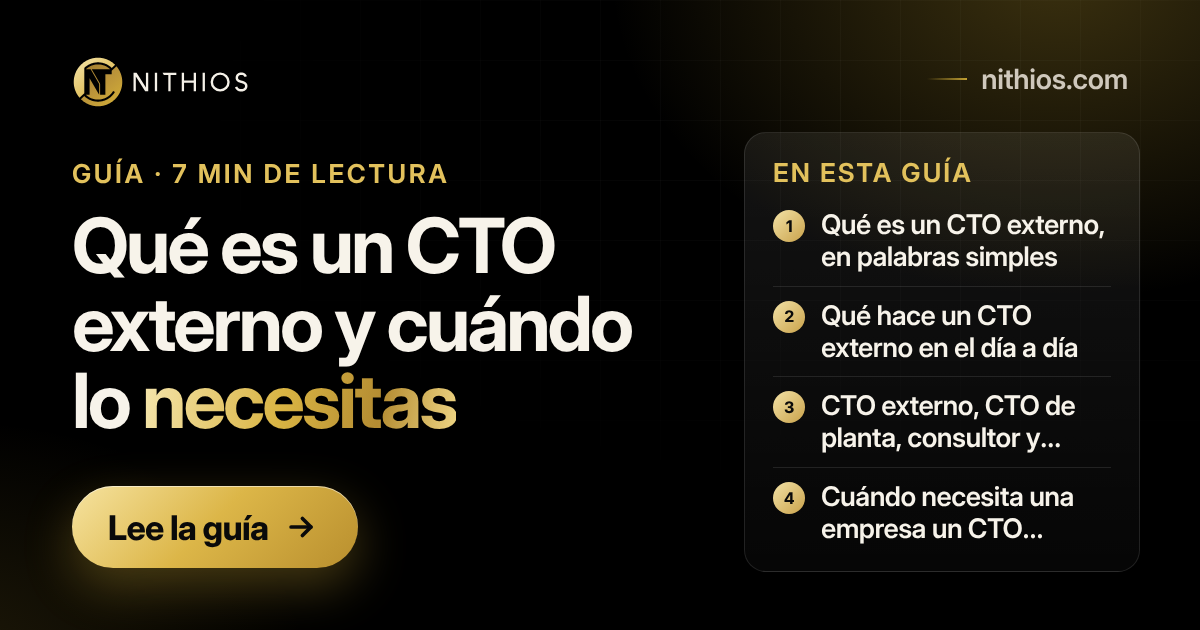 NITHIOS
nithios.com
GUÍA · 7 MIN DE LECTURA
Qué es un CTO
externo y cuándo
lo necesitas
Lee la guía →
EN ESTA GUÍA
1 Qué es un CTO externo,
en palabras simples
2 Qué hace un CTO
externo en el día a día
3 CTO externo, CTO de
planta, consultor y...
4 Cuándo necesita una
empresa un CTO...